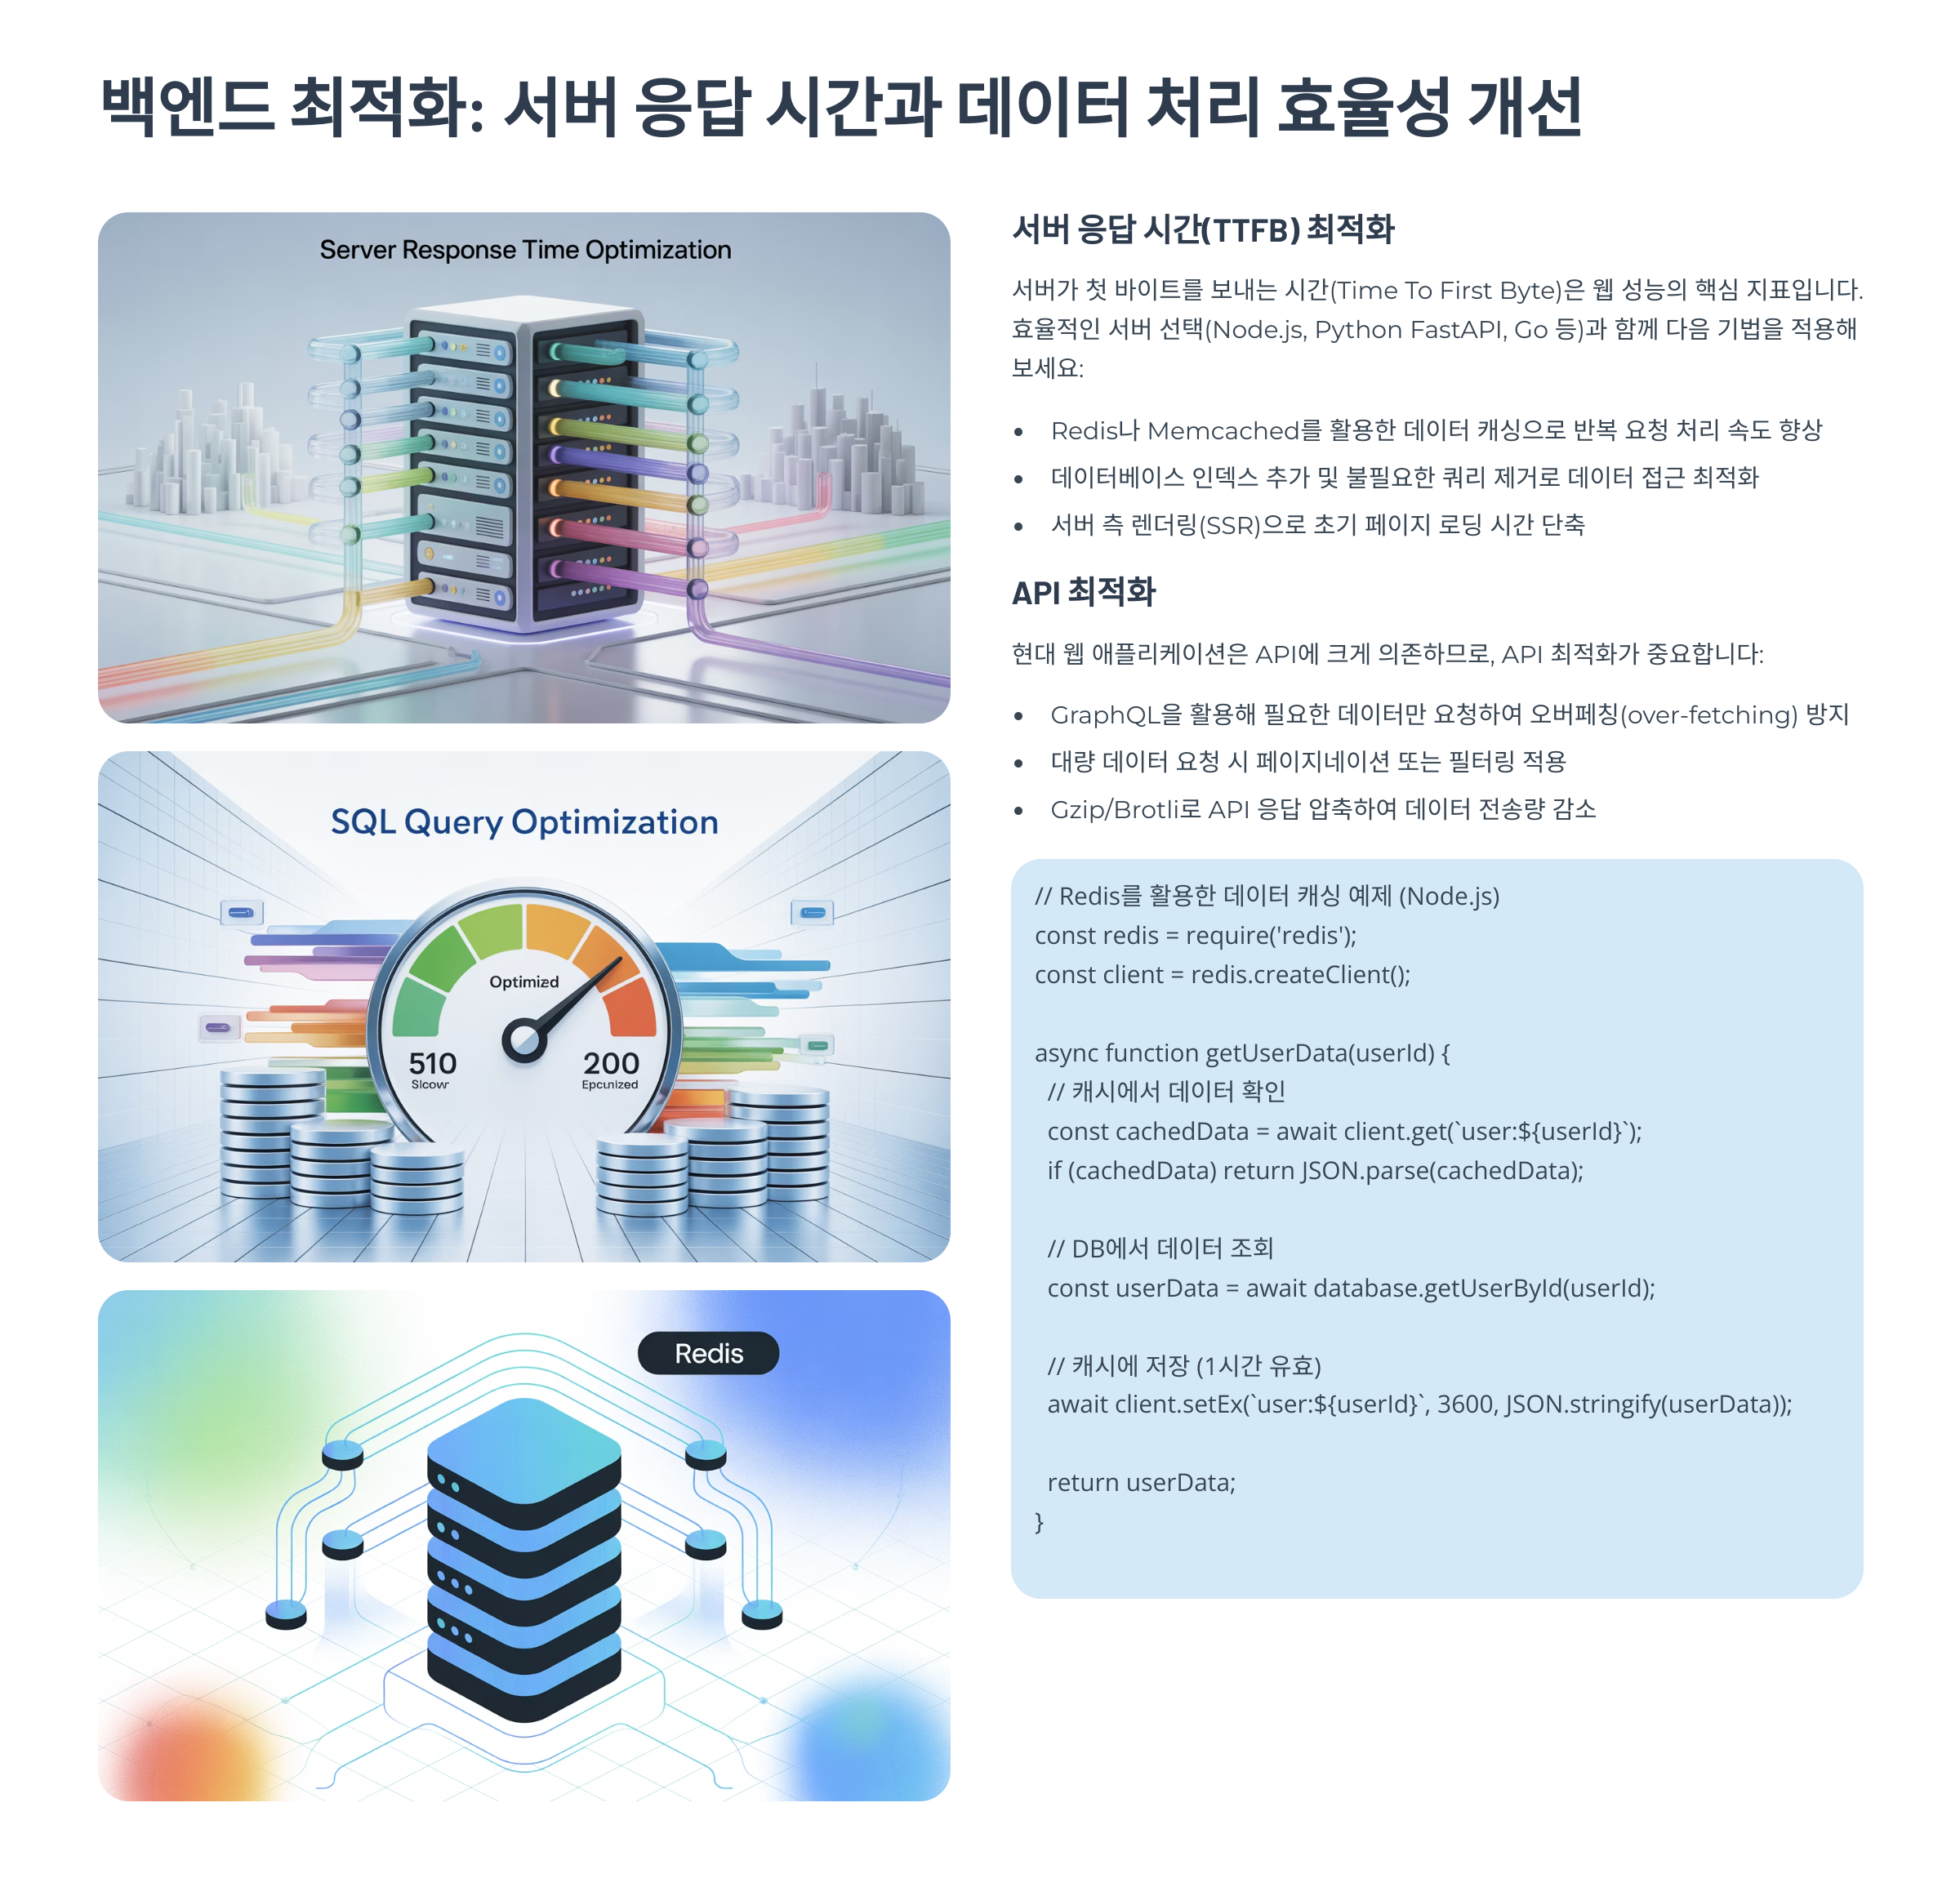 백엔드 최적화: 서버 응답 시간과 데이터 처리 효율성 개선
Server Response Time Optimization
SQL Query Optimization
Optimized
510
200
Redis
서버 응답 시간(TTFB) 최적화
서버가 첫 바이트를 보내는 시간(Time To First Byte)은 웹 성능의 핵심 지표입니다.
효율적인 서버 선택(Node.js, Python FastAPI, Go 등)과 함께 다음 기법을 적용해
보세요:
• Redis나 Memcached를 활용한 데이터 캐싱으로 반복 요청 처리 속도 향상
• 데이터베이스 인덱스 추가 및 불필요한 쿼리 제거로 데이터 접근 최적화
• 서버 측 렌더링(SSR)으로 초기 페이지 로딩 시간 단축
API 최적화
현대 웹 애플리케이션은 API에 크게 의존하므로, API 최적화가 중요합니다:
• GraphQL을 활용해 필요한 데이터만 요청하여 오버페칭(over-fetching) 방지
• 대량 데이터 요청 시 페이지네이션 또는 필터링 적용
• Gzip/Brotli로 API 응답 압축하여 데이터 전송량 감소
// Redis를 활용한 데이터 캐싱 예제 (Node.js)
const redis = require('redis');
const client = redis.createClient();
async function getUserData(userId) {
// 캐시에서 데이터 확인
const cachedData = await client.get(`user:${userId}`);
if (cachedData) return JSON.parse(cachedData);
// DB에서 데이터 조회
const userData = await database.getUserById(userId);
// 캐시에 저장 (1시간 유효)
await client.setEx(`user:${userId}`, 3600, JSON.stringify(userData));
return userData;
}